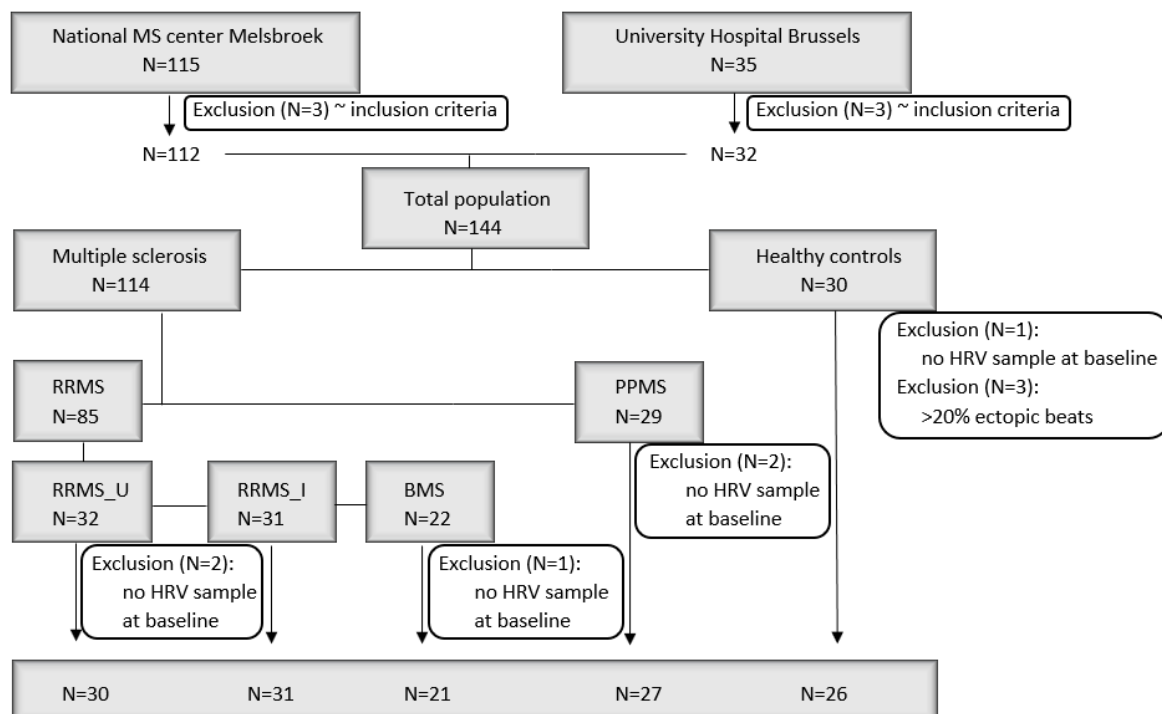 National MS center Melsbroek
N=115
University Hospital Brussels
N=35
Exclusion (N=3) ~ inclusion criteria
Exclusion (N=3) ~ inclusion criteria
N=112
N=32
Total population
N=144
Multiple sclerosis
N=114
Healthy controls
N=30
Exclusion (N=1):
no HRV sample at baseline
Exclusion (N=3):
>20% ectopic beats
RRMS
N=85
PPMS
N=29
Exclusion (N=2):
no HRV sample
at baseline
RRMS_U
N=32
RRMS_I
N=31
BMS
N=22
Exclusion (N=2):
no HRV sample
at baseline
Exclusion (N=1):
no HRV sample
at baseline
N=30
N=31
N=21
N=27
N=26